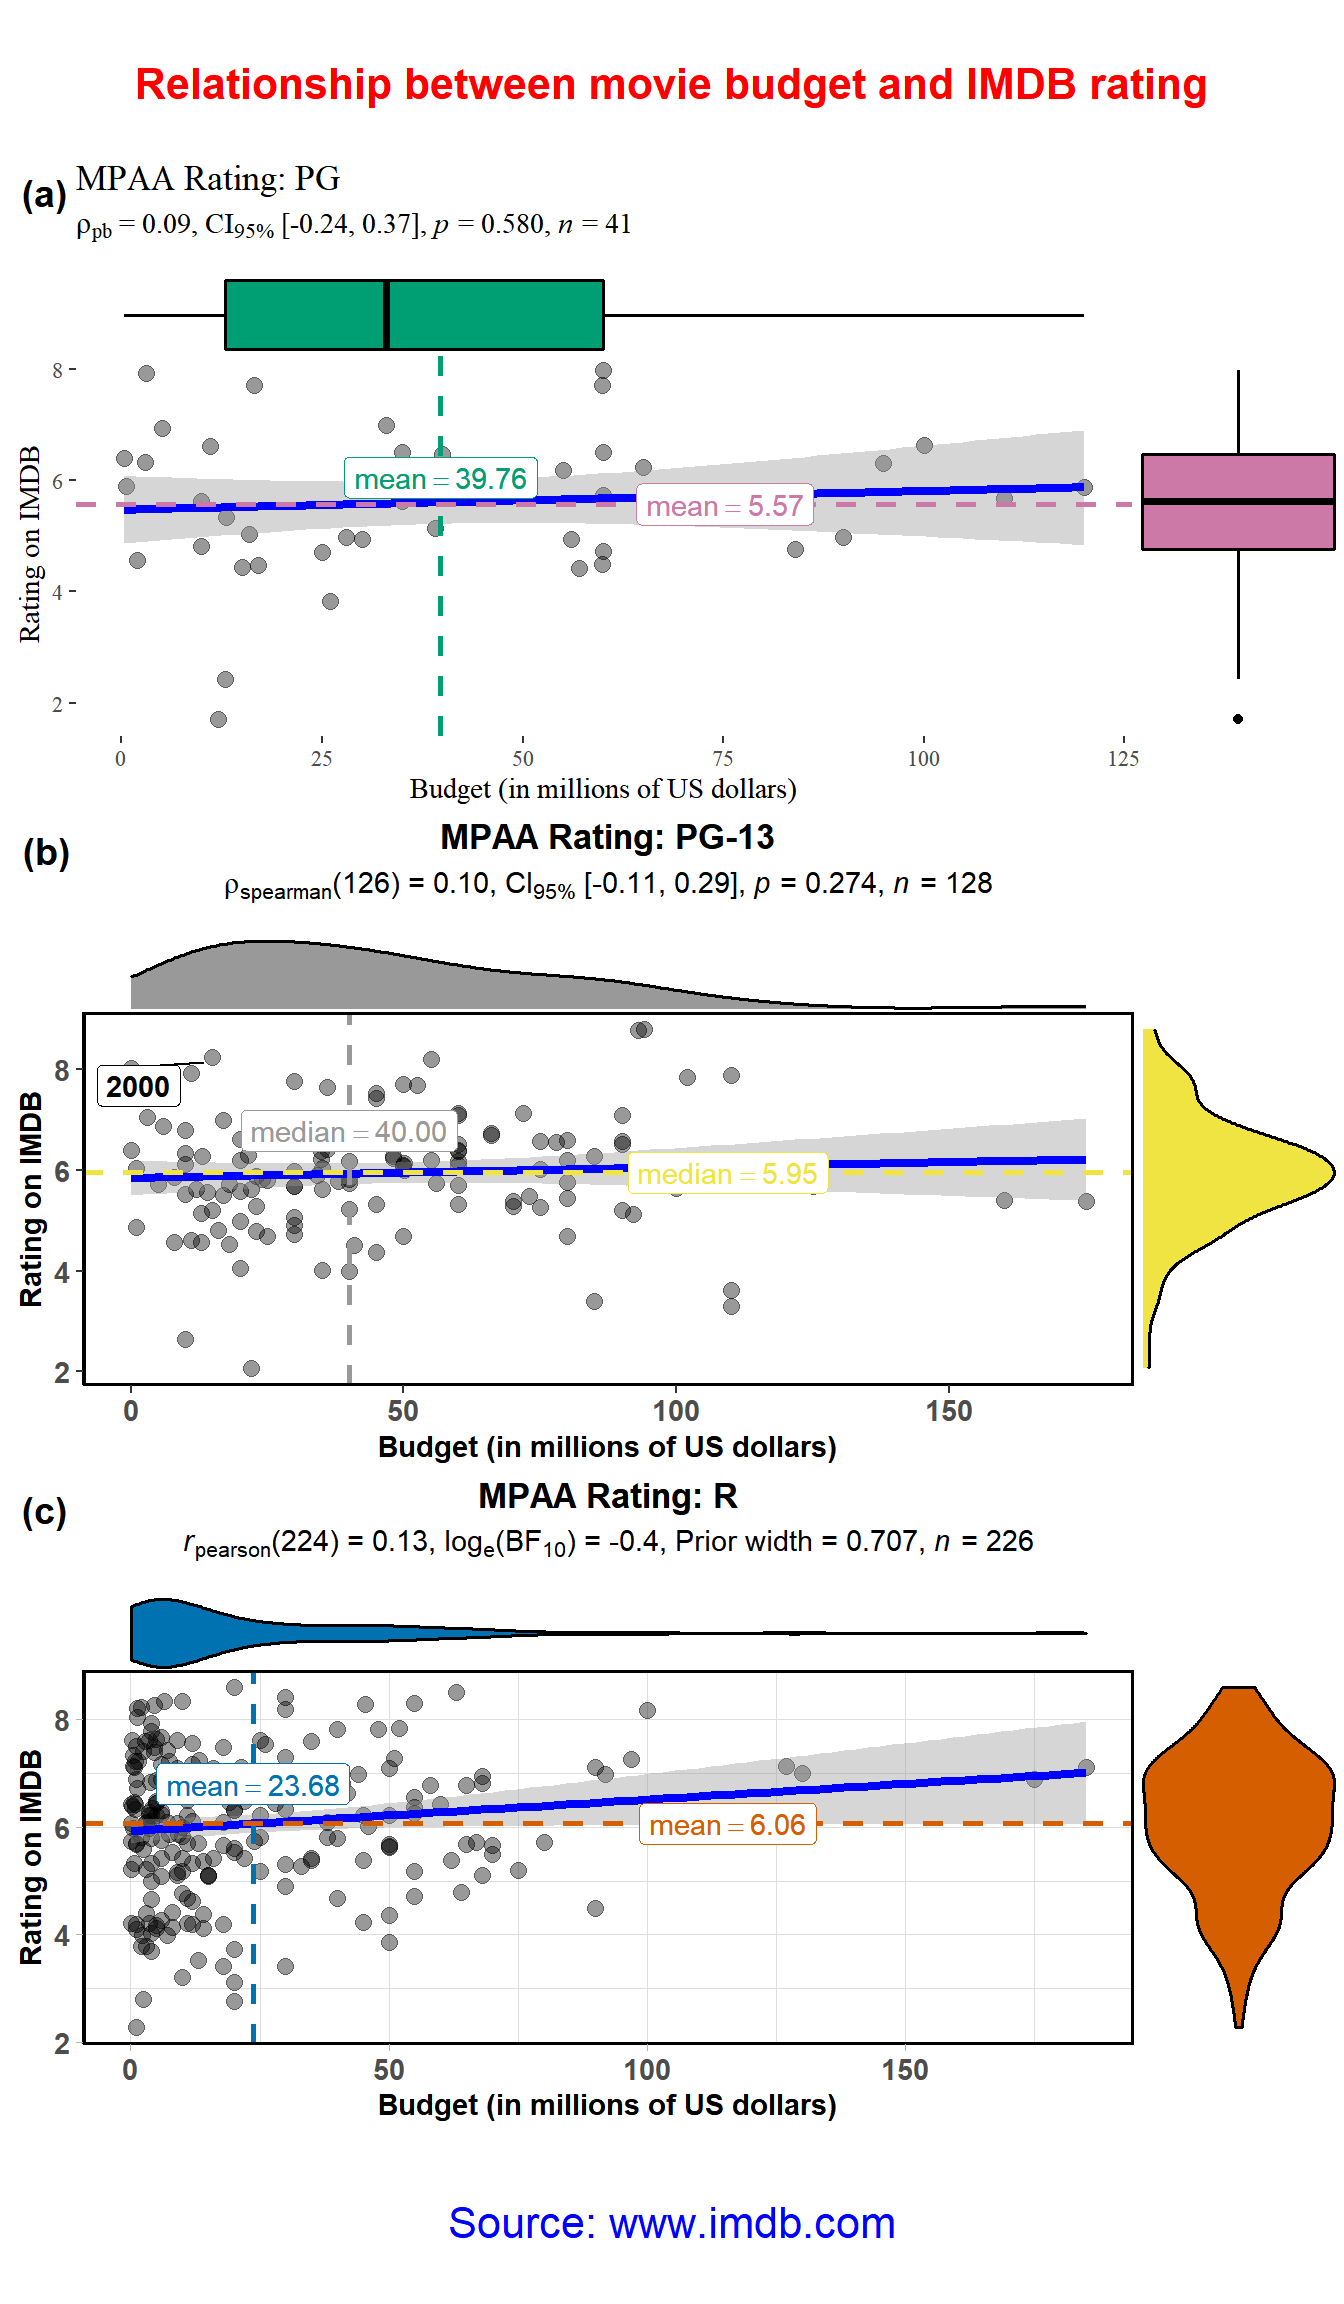 Relationship between movie budget and IMDB rating
(a) MPAA Rating: PG
ρpb = 0.09, CI95% [-0.24, 0.37], p = 0.580, n = 41
8
6
4
2
Rating on IMDB
mean = 39.76
mean = 5.57
0 25 50 75 100 125
Budget (in millions of US dollars)
(b) MPAA Rating: PG-13
ρspearman(126) = 0.10, CI95% [-0.11, 0.29], p = 0.274, n = 128
8
6
4
2
Rating on IMDB
2000
median = 40.00
median = 5.95
0 50 100 150
Budget (in millions of US dollars)
(c) MPAA Rating: R
rpearson(224) = 0.13, loge(BF10) = -0.4, Prior width = 0.707, n = 226
8
6
4
2
Rating on IMDB
mean = 23.68
mean = 6.06
0 50 100 150
Budget (in millions of US dollars)
Source: www.imdb.com